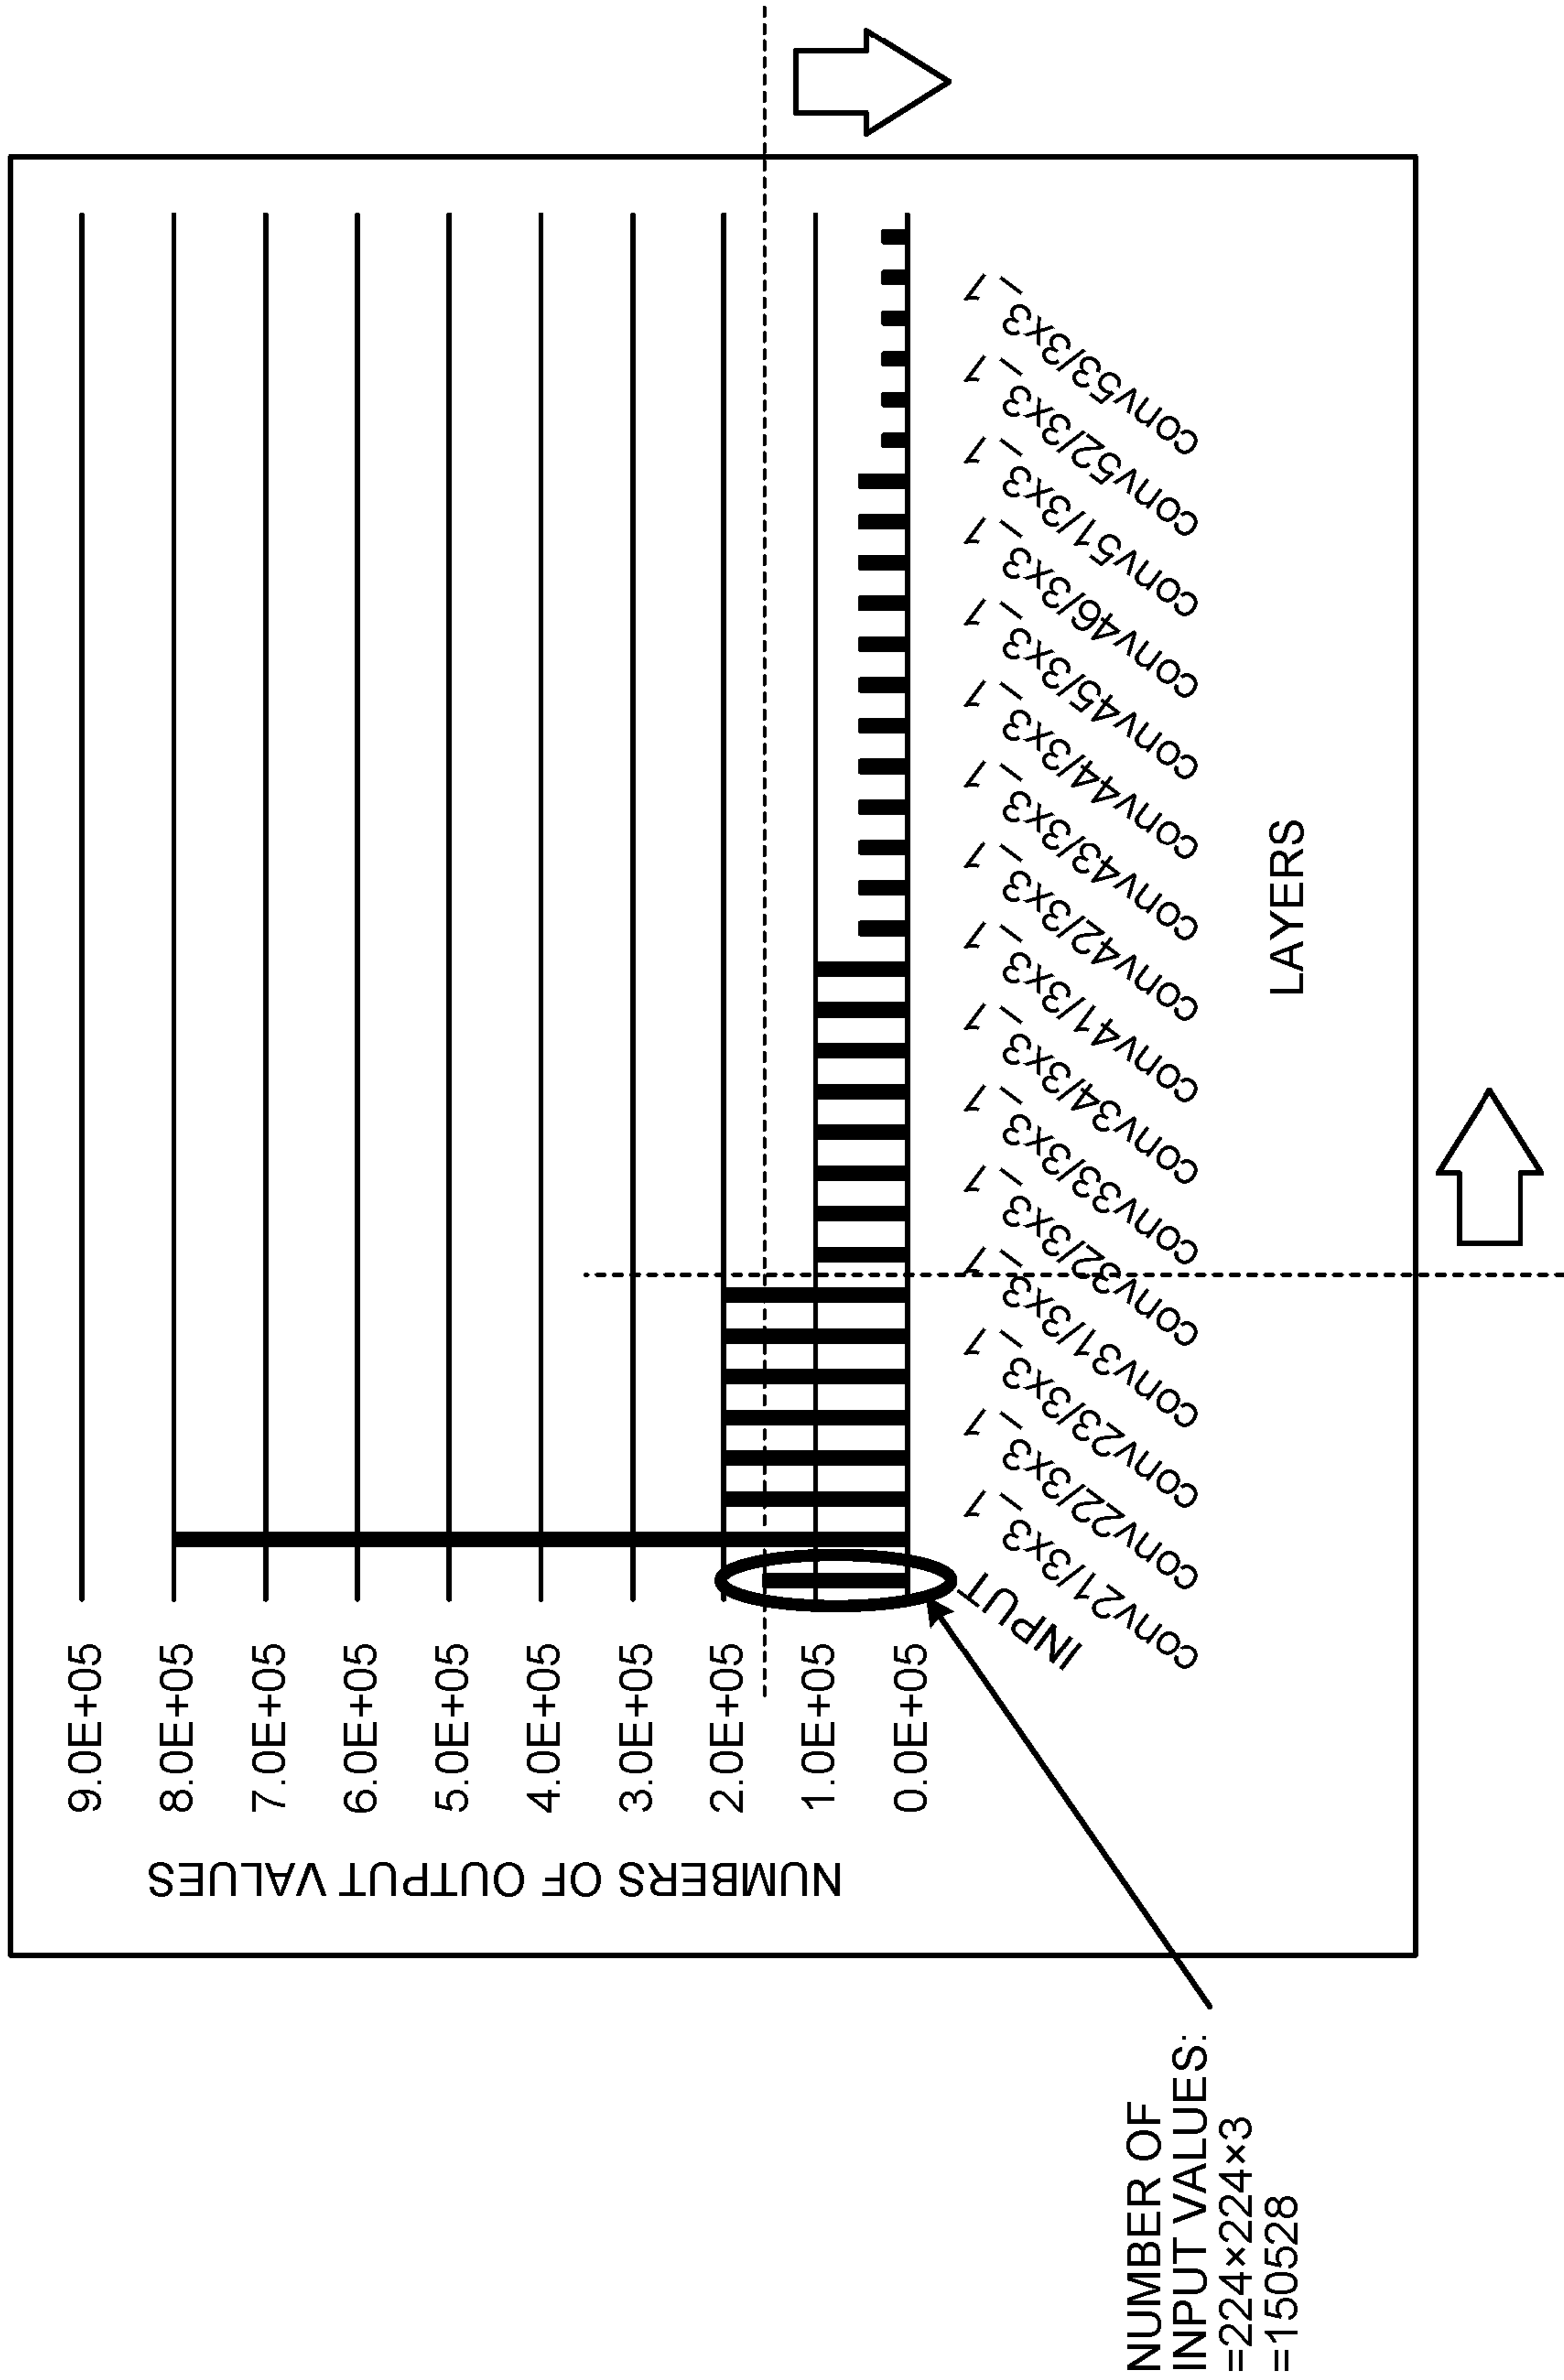 NUMBERS OF OUTPUT VALUES
9.0E+05
8.0E+05
7.0E+05
6.0E+05
5.0E+05
4.0E+05
3.0E+05
2.0E+05
1.0E+05
0.0E+05
INPUT
conv21/3x3_1
conv22/3x3_1
conv23/3x3_1
conv31/3x3_1
conv32/3x3_1
conv33/3x3_1
conv34/3x3_1
conv41/3x3_1
conv42/3x3_1
conv43/3x3_1
conv44/3x3_1
conv45/3x3_1
conv46/3x3_1
conv51/3x3_1
conv52/3x3_1
conv53/3x3_1
LAYERS
NUMBER OF
INPUT VALUES:
=224×224×3
=150528